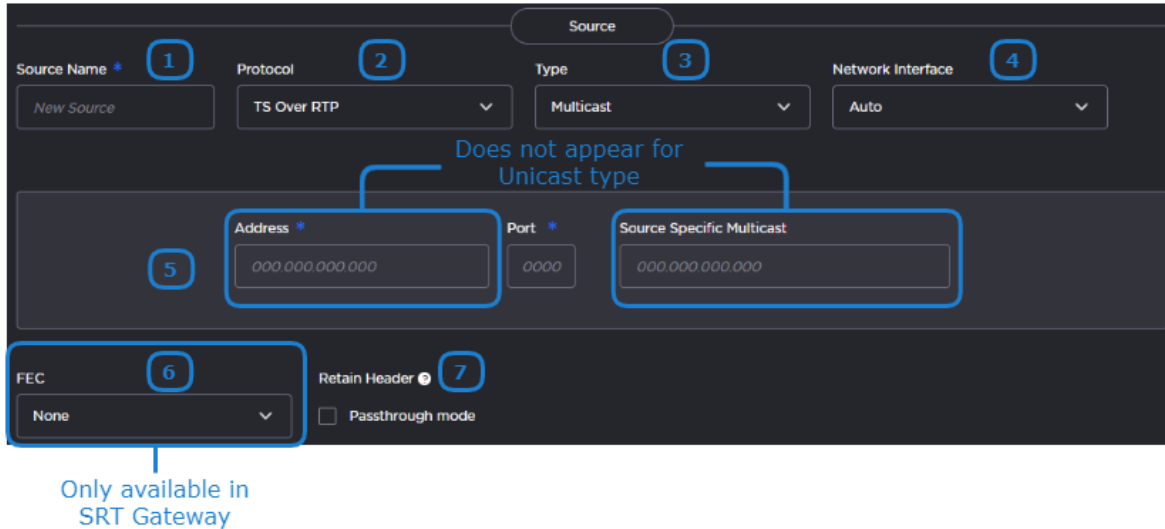 Source
Source Name * 1 Protocol 2 Type 3 Network Interface 4
New Source TS Over RTP Multicast Auto
Does not appear for
Unicast type
Address * Port * Source Specific Multicast
5 000.000.000.000 0000 000.000.000.000
FEC 6 Retain Header ? 7
None Passthrough mode
Only available in
SRT Gateway